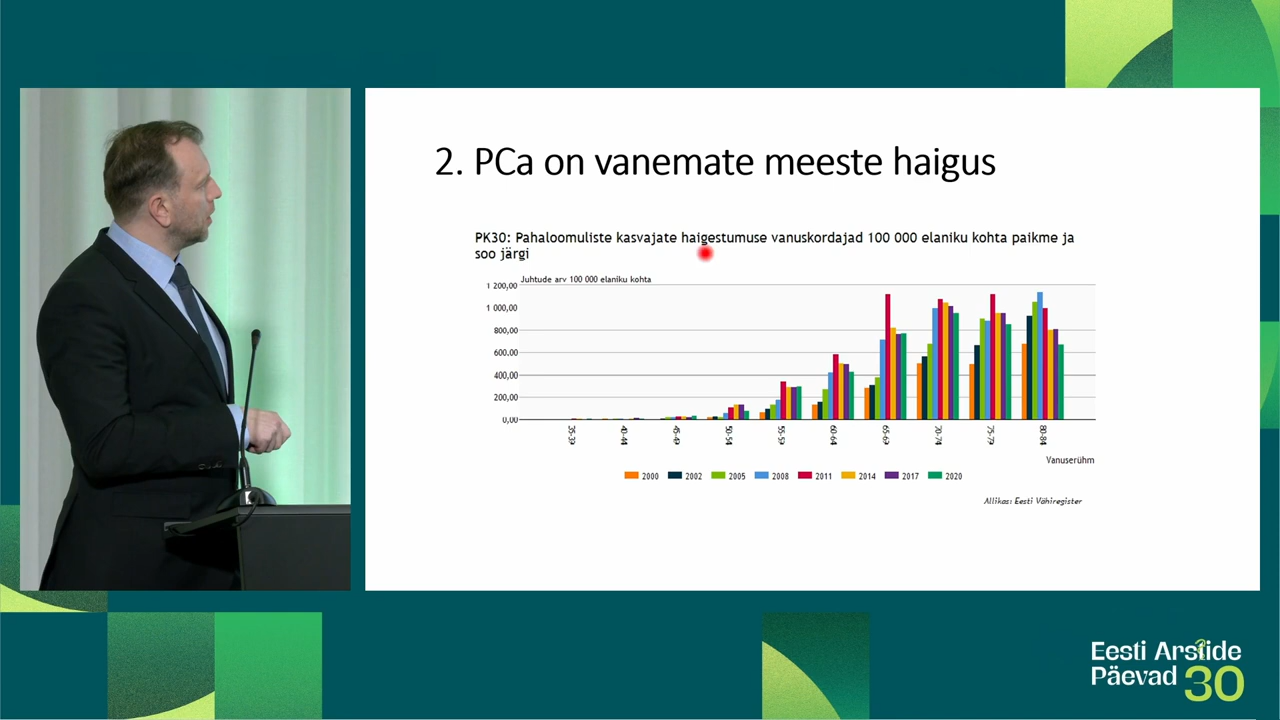 2. PCa on vanemate meeste haigus
PK30: Pahaloomuliste kasvajate haigestumuse vanuskordajad 100 000 elaniku kohta paikme ja
soo järgi
Juhtude arv 100 000 elaniku kohta
1 200,00
1 000,00
800,00
600,00
400,00
200,00
0,00
35-39
40-44
45-49
50-54
55-59
60-64
65-69
70-74
75-79
80-84
Vanuserühm
2000 2002 2005 2008 2011 2014 2017 2020
Allikas: Eesti Vähiregister
Eesti Arstide
Päevad 30